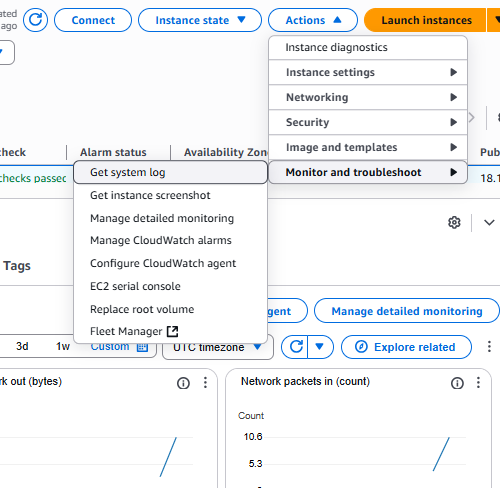 ated
ago
Connect
Instance state
Actions
Launch instances
Instance diagnostics
Instance settings
Networking
Security
Image and templates
Monitor and troubleshoot
check
Alarm status
Availability Zon
Pub
checks passed
18.1
Get system log
Get instance screenshot
Manage detailed monitoring
Manage CloudWatch alarms
Configure CloudWatch agent
EC2 serial console
Replace root volume
Fleet Manager
Tags
gent
Manage detailed monitoring
3d
1w
Custom
UTC timezone
Explore related
rk out (bytes)
Network packets in (count)
Count
10.6
5.3